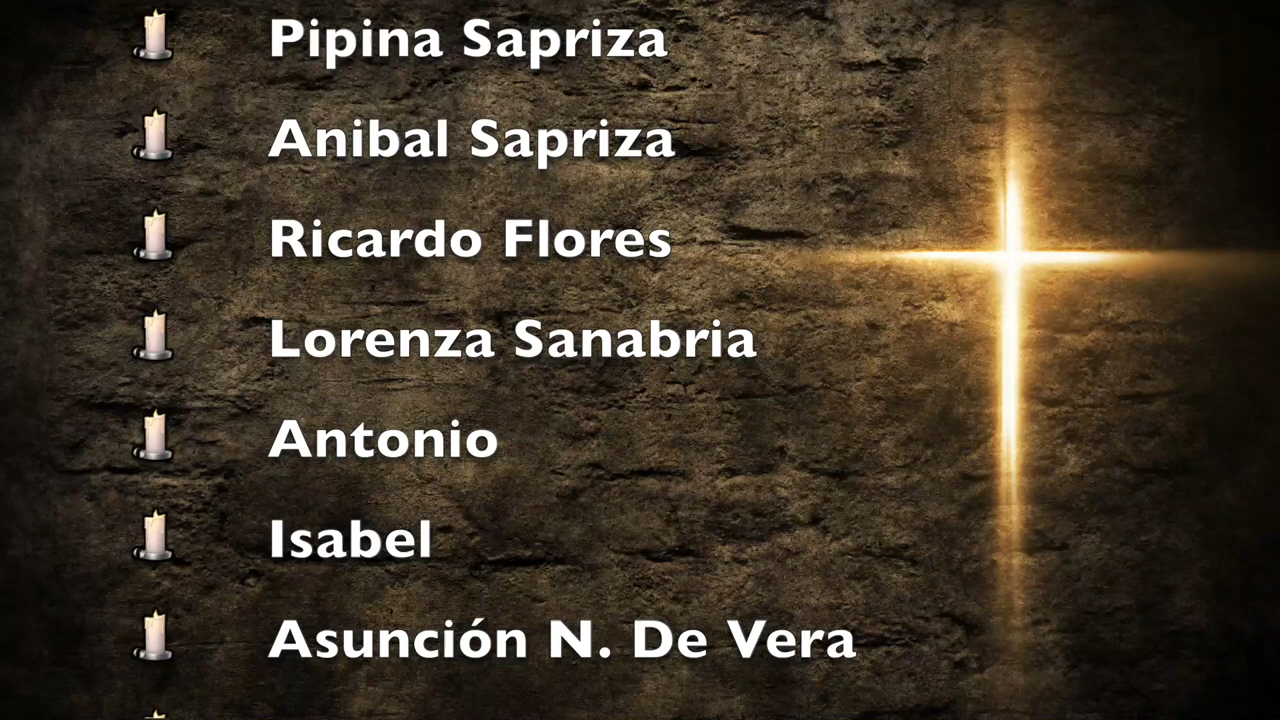 Pipina Sapriza
Anibal Sapriza
Ricardo Flores
Lorenza Sanabria
Antonio
Isabel
Asunción N. De Vera